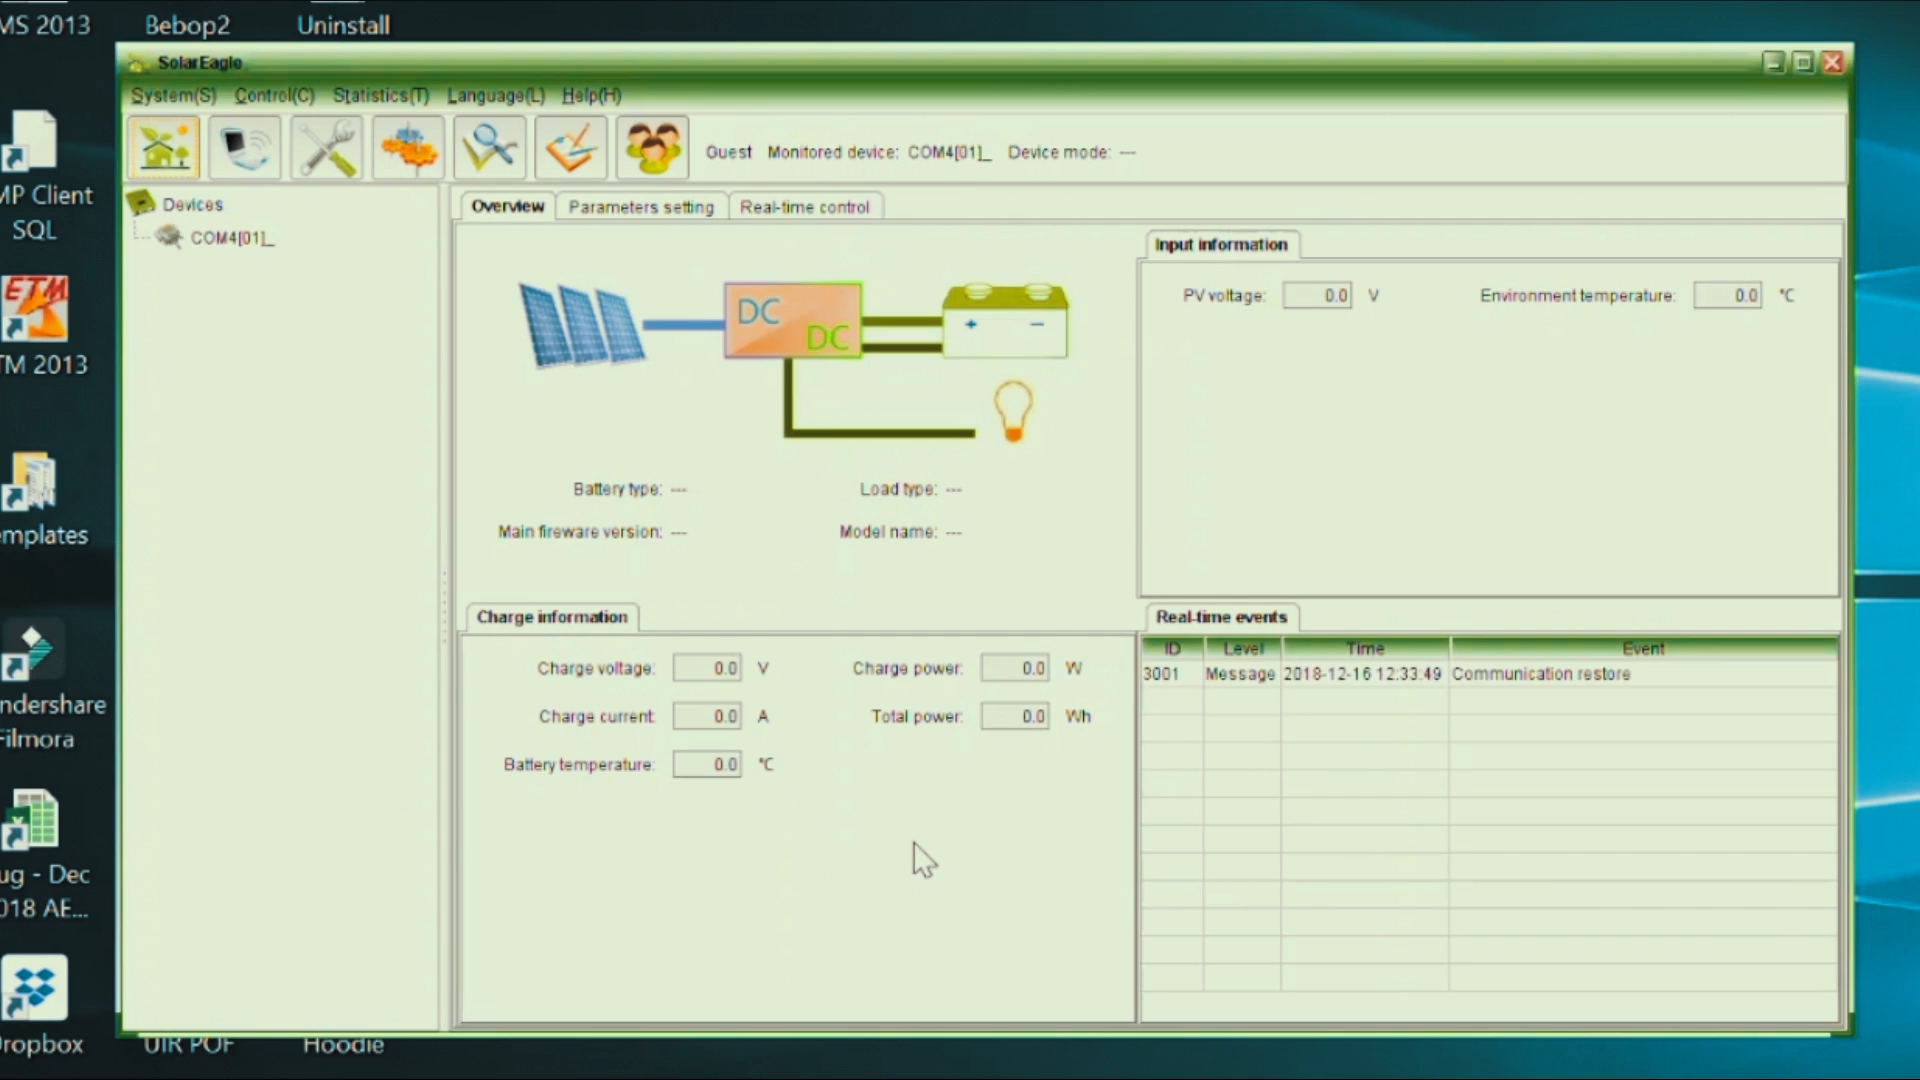 MS 2013
Bebop2
Uninstall
SolarEagle
System(S) Control(C) Statistics(T) Language(L) Help(H)
Guest Monitored device: COM4[01]_ Device mode: ---
MP Client
SQL
Devices
COM4[01]_
Overview Parameters setting Real-time control
Input information
PV voltage: 0.0 V Environment temperature: 0.0 °C
DC
DC
+ −
ETM
TM 2013
Battery type: --- Load type: ---
Main fireware version: --- Model name: ---
emplates
Charge information
Charge voltage: 0.0 V Charge power: 0.0 W
Charge current: 0.0 A Total power: 0.0 Wh
Battery temperature: 0.0 °C
Real-time events
ID Level Time Event
3001 Message 2018-12-16 12:33:49 Communication restore
ndershare
Filmora
ug - Dec
018 AE...
ropbox
UIR POF
Hoodie